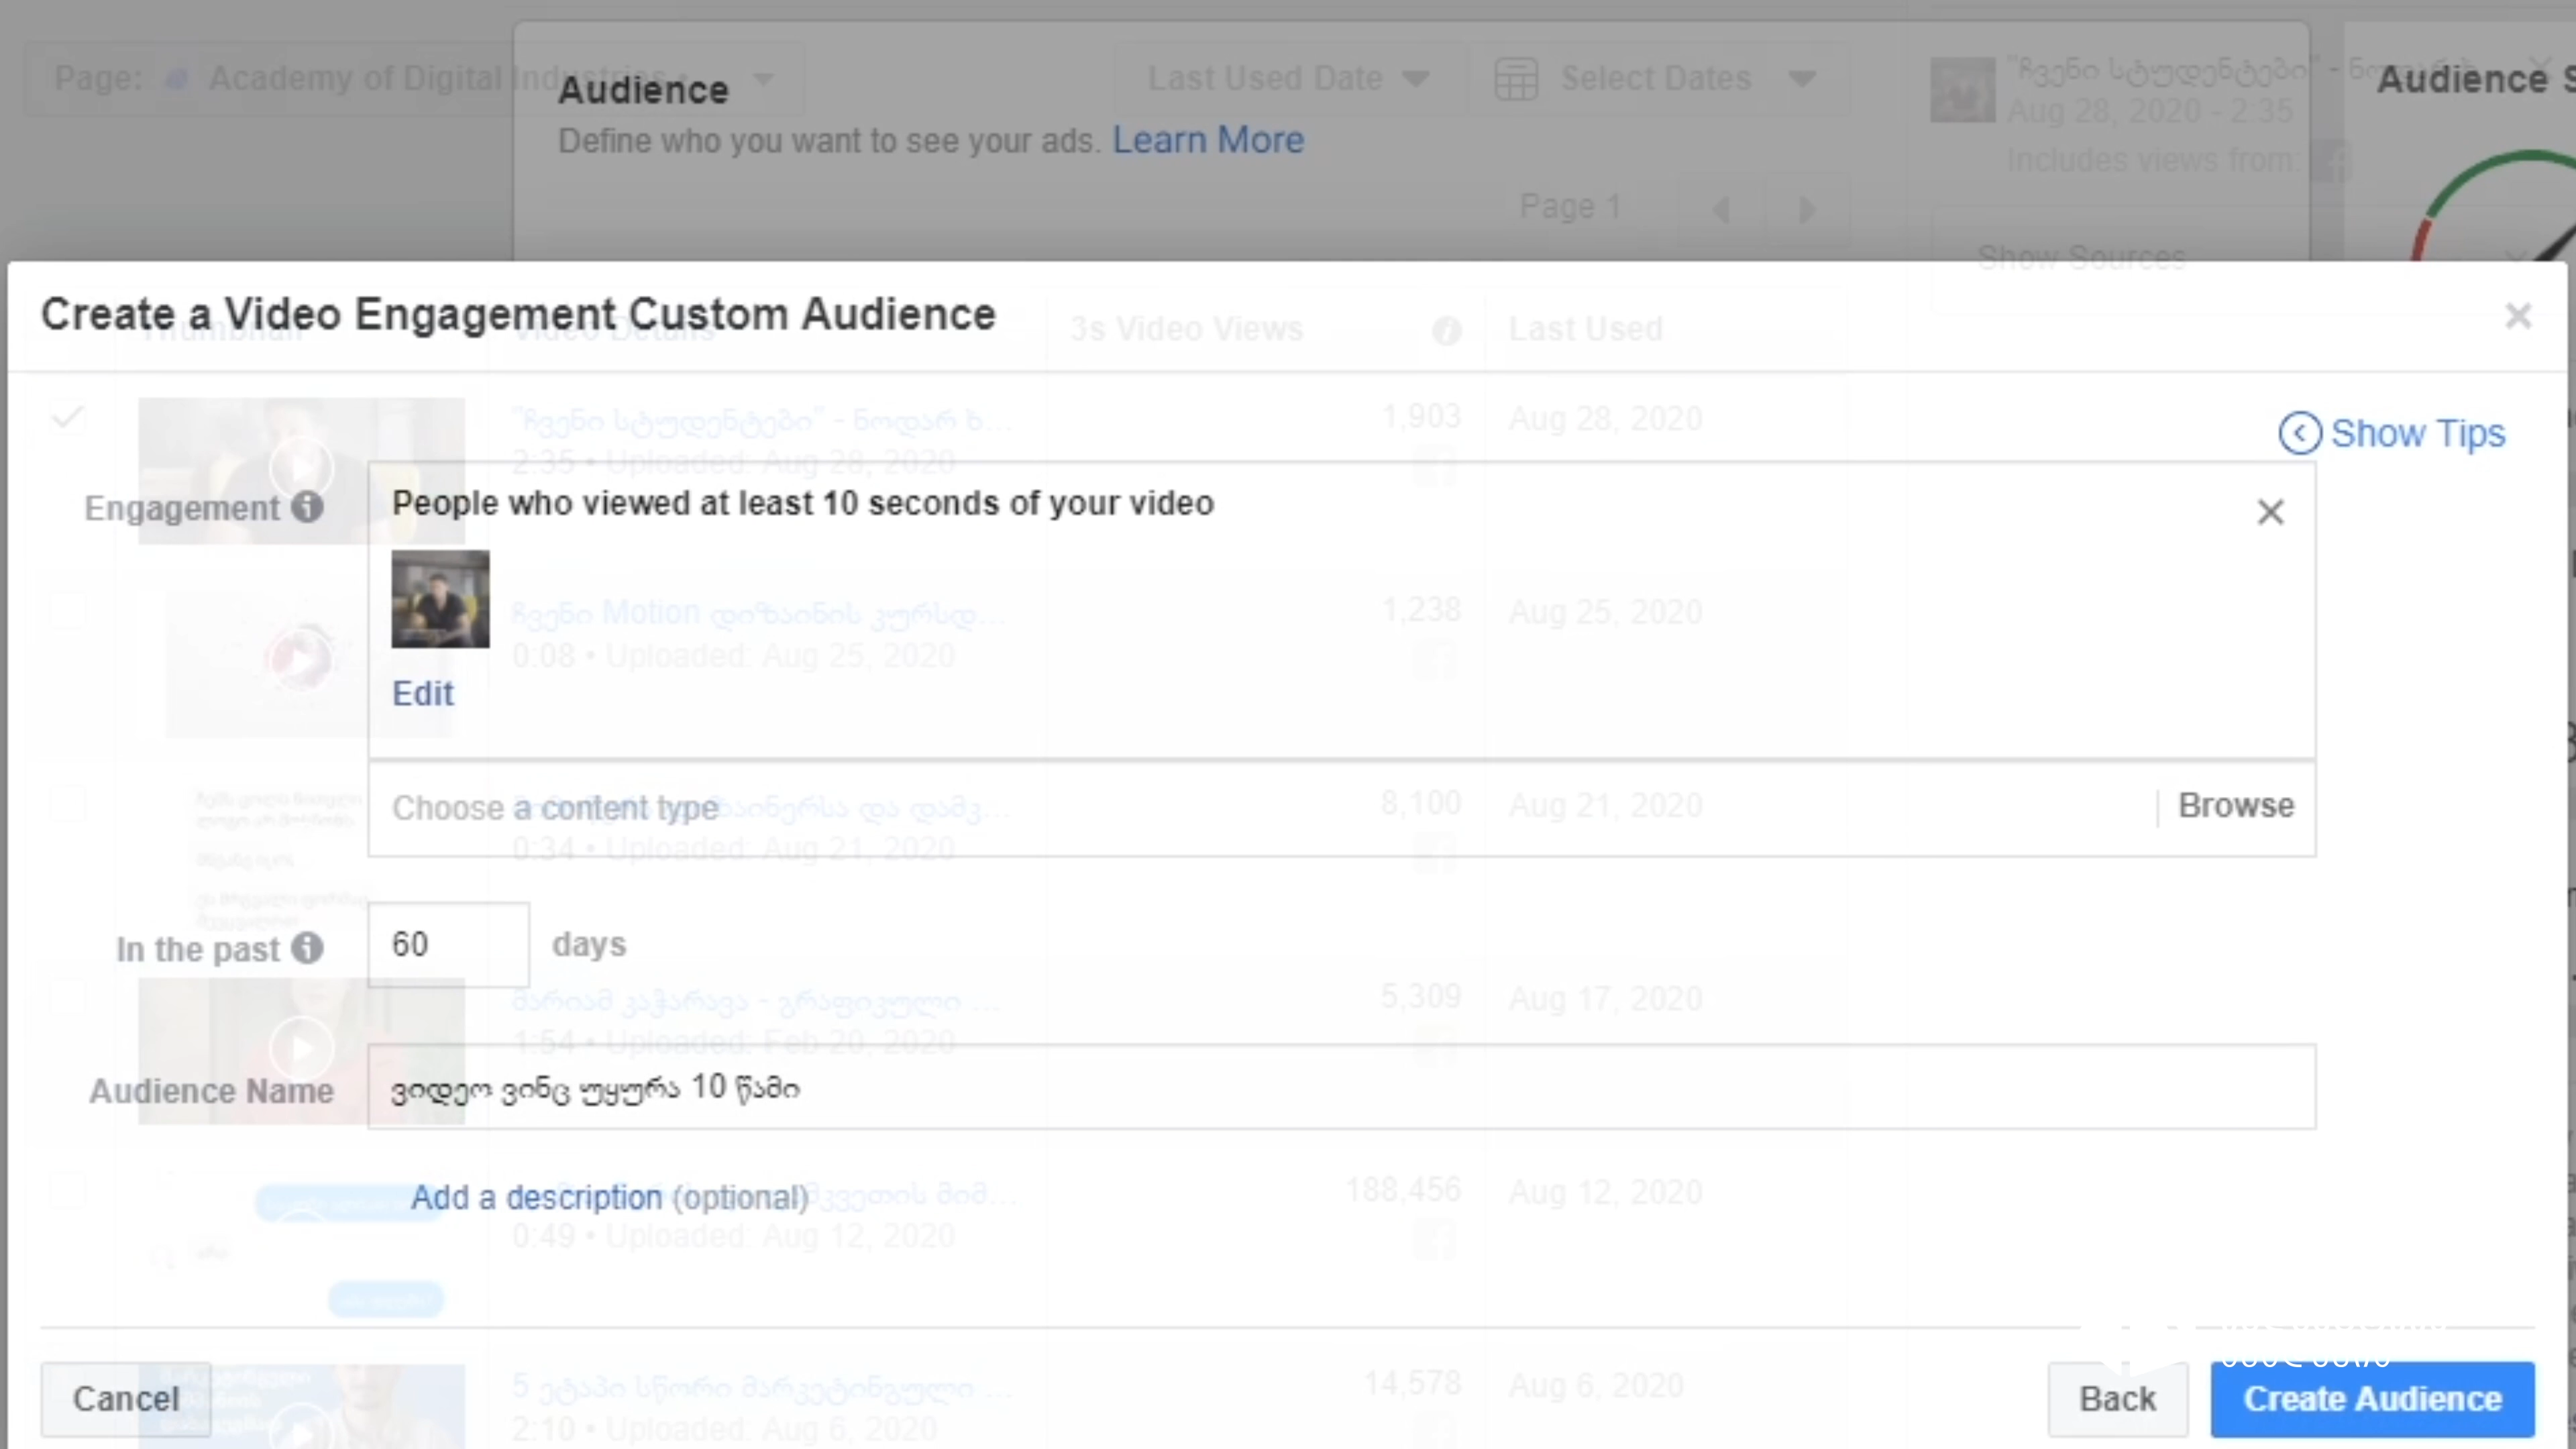 Page: Academy of Digital Industries
Last Used Date
Select Dates
"ჩვენი სტუდენტები" - ნოდარ
Aug 28, 2020 - 2:35
Includes views from:
Audience
Define who you want to see your ads. Learn More
Audience S
Page 1
Show Sources
Create a Video Engagement Custom Audience
Thumbnail
Video Details
3s Video Views
Last Used
"ჩვენი სტუდენტები" - ნოდარ ხ...
1,903
Aug 28, 2020
2:35 • Uploaded: Aug 28, 2020
Show Tips
Engagement
People who viewed at least 10 seconds of your video
ჩვენი Motion დიზაინის კურსდ...
1,238
Aug 25, 2020
0:08 • Uploaded: Aug 25, 2020
Edit
Choose a content type
და დამკ...
8,100
Aug 21, 2020
Browse
0:34 • Uploaded: Aug 21, 2020
In the past
60
days
მარიამ კაჭარავა - გრაფიკული ...
5,309
Aug 17, 2020
1:54 • Uploaded: Feb 20, 2020
Audience Name
ვიდეო ვინც უყურა 10 წამი
Add a description (optional)
188,456
Aug 12, 2020
0:49 • Uploaded: Aug 12, 2020
5 ეტაპი სწორი მარკეტინგული ...
14,578
Aug 6, 2020
2:10 • Uploaded: Aug 6, 2020
Cancel
Back
Create Audience